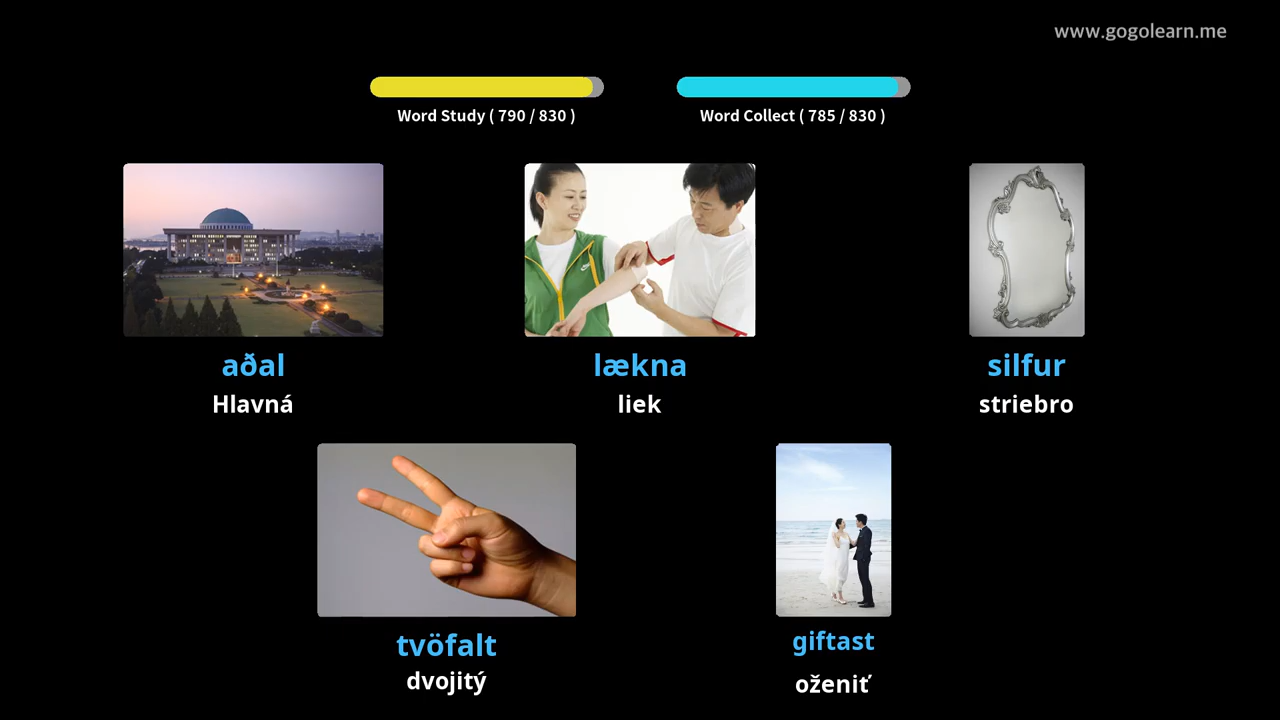 www.gogolearn.me
Word Study ( 790 / 830 )
Word Collect ( 785 / 830 )
aðal
Hlavná
lækna
liek
silfur
striebro
tvöfalt
dvojitý
giftast
oženiť